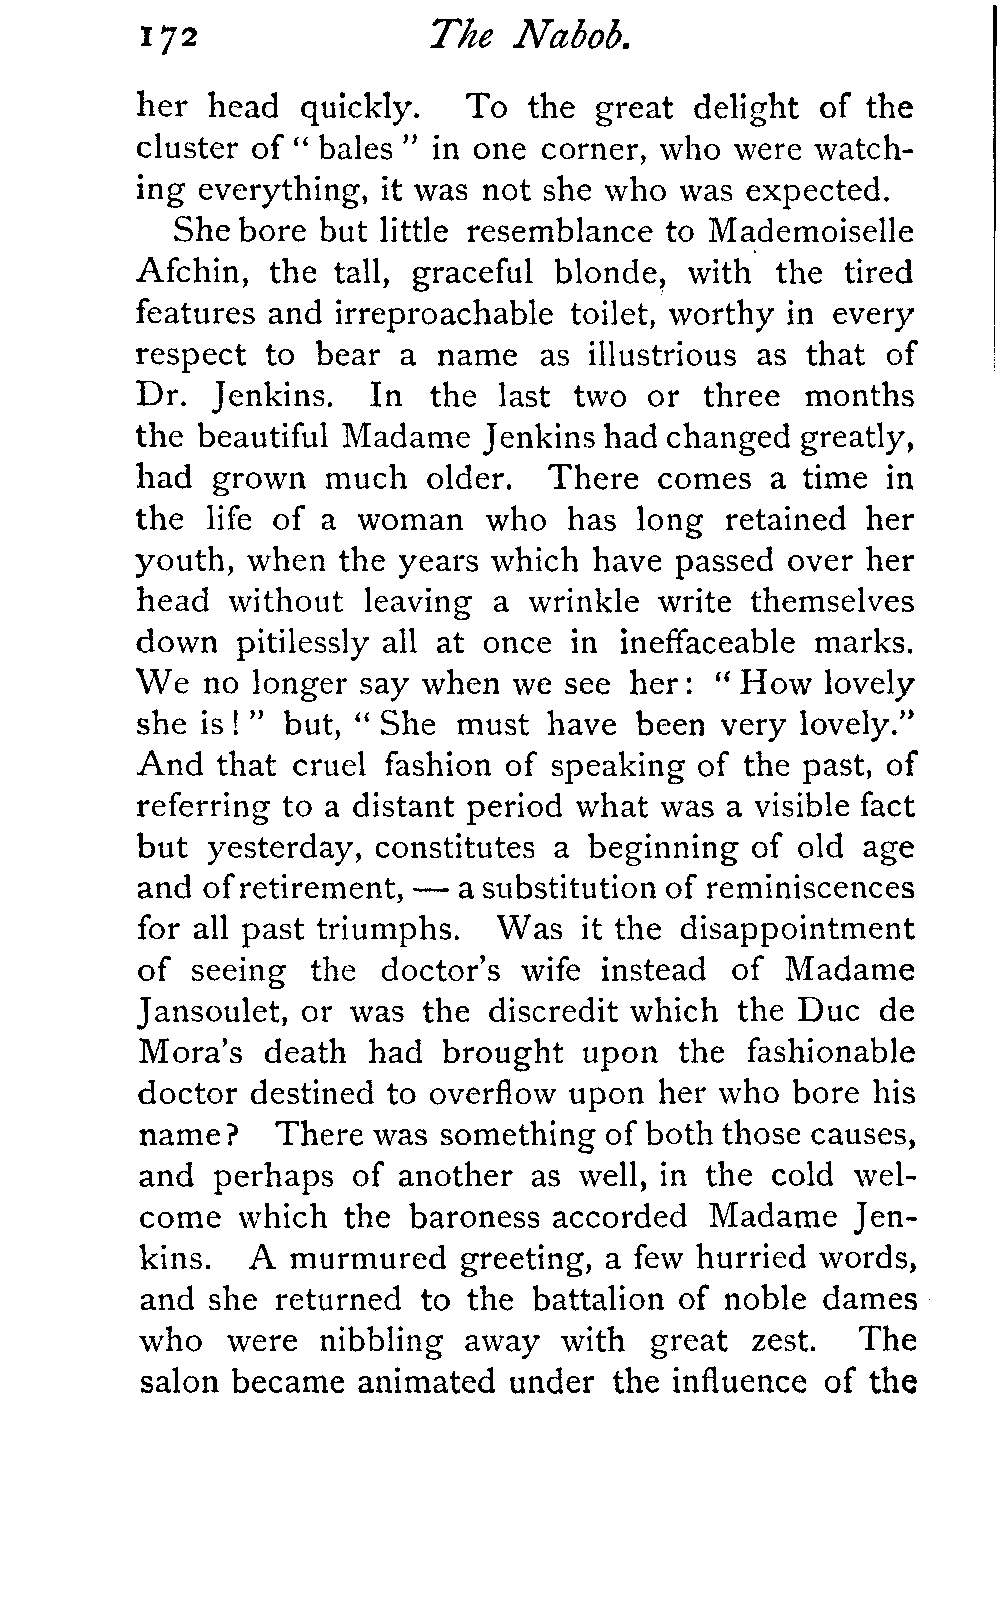 172 The Nabob.
her head quickly. To the great delight of the
cluster of " bales " in one corner, who were watch-
ing everything, it was not she who was expected.
She bore but little resemblance to Mademoiselle
Afchin, the tall, graceful blonde, with the tired
features and irreproachable toilet, worthy in every
respect to bear a name as illustrious as that of
Dr. Jenkins. In the last two or three months
the beautiful Madame Jenkins had changed greatly,
had grown much older. There comes a time in
the life of a woman who has long retained her
youth, when the years which have passed over her
head without leaving a wrinkle write themselves
down pitilessly all at once in ineffaceable marks.
We no longer say when we see her: " How lovely
she is! " but, " She must have been very lovely."
And that cruel fashion of speaking of the past, of
referring to a distant period what was a visible fact
but yesterday, constitutes a beginning of old age
and of retirement, — a substitution of reminiscences
for all past triumphs. Was it the disappointment
of seeing the doctor's wife instead of Madame
Jansoulet, or was the discredit which the Duc de
Mora's death had brought upon the fashionable
doctor destined to overflow upon her who bore his
name? There was something of both those causes,
and perhaps of another as well, in the cold wel-
come which the baroness accorded Madame Jen-
kins. A murmured greeting, a few hurried words,
and she returned to the battalion of noble dames
who were nibbling away with great zest. The
salon became animated under the influence of the